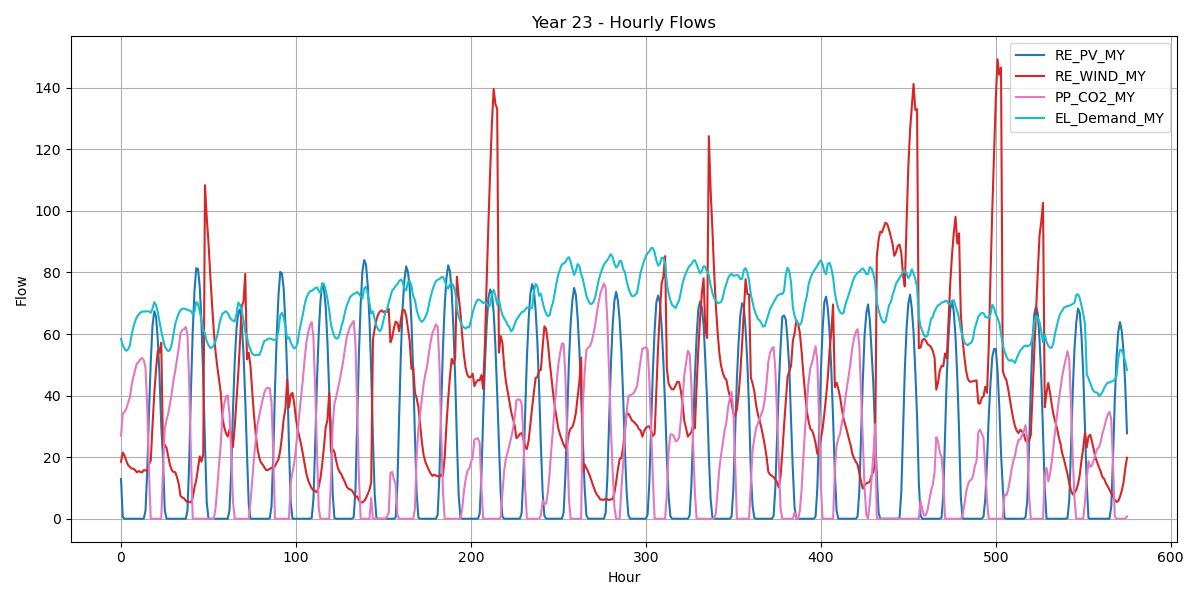 Year 23 - Hourly Flows
Flow
140
120
100
80
60
40
20
0
RE_PV_MY
RE_WIND_MY
PP_CO2_MY
EL_Demand_MY
0 100 200 300 400 500 600
Hour